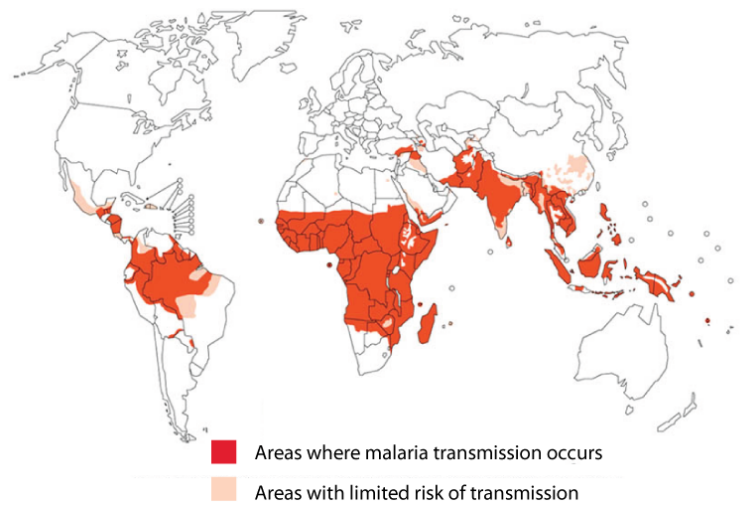 Areas where malaria transmission occurs
Areas with limited risk of transmission